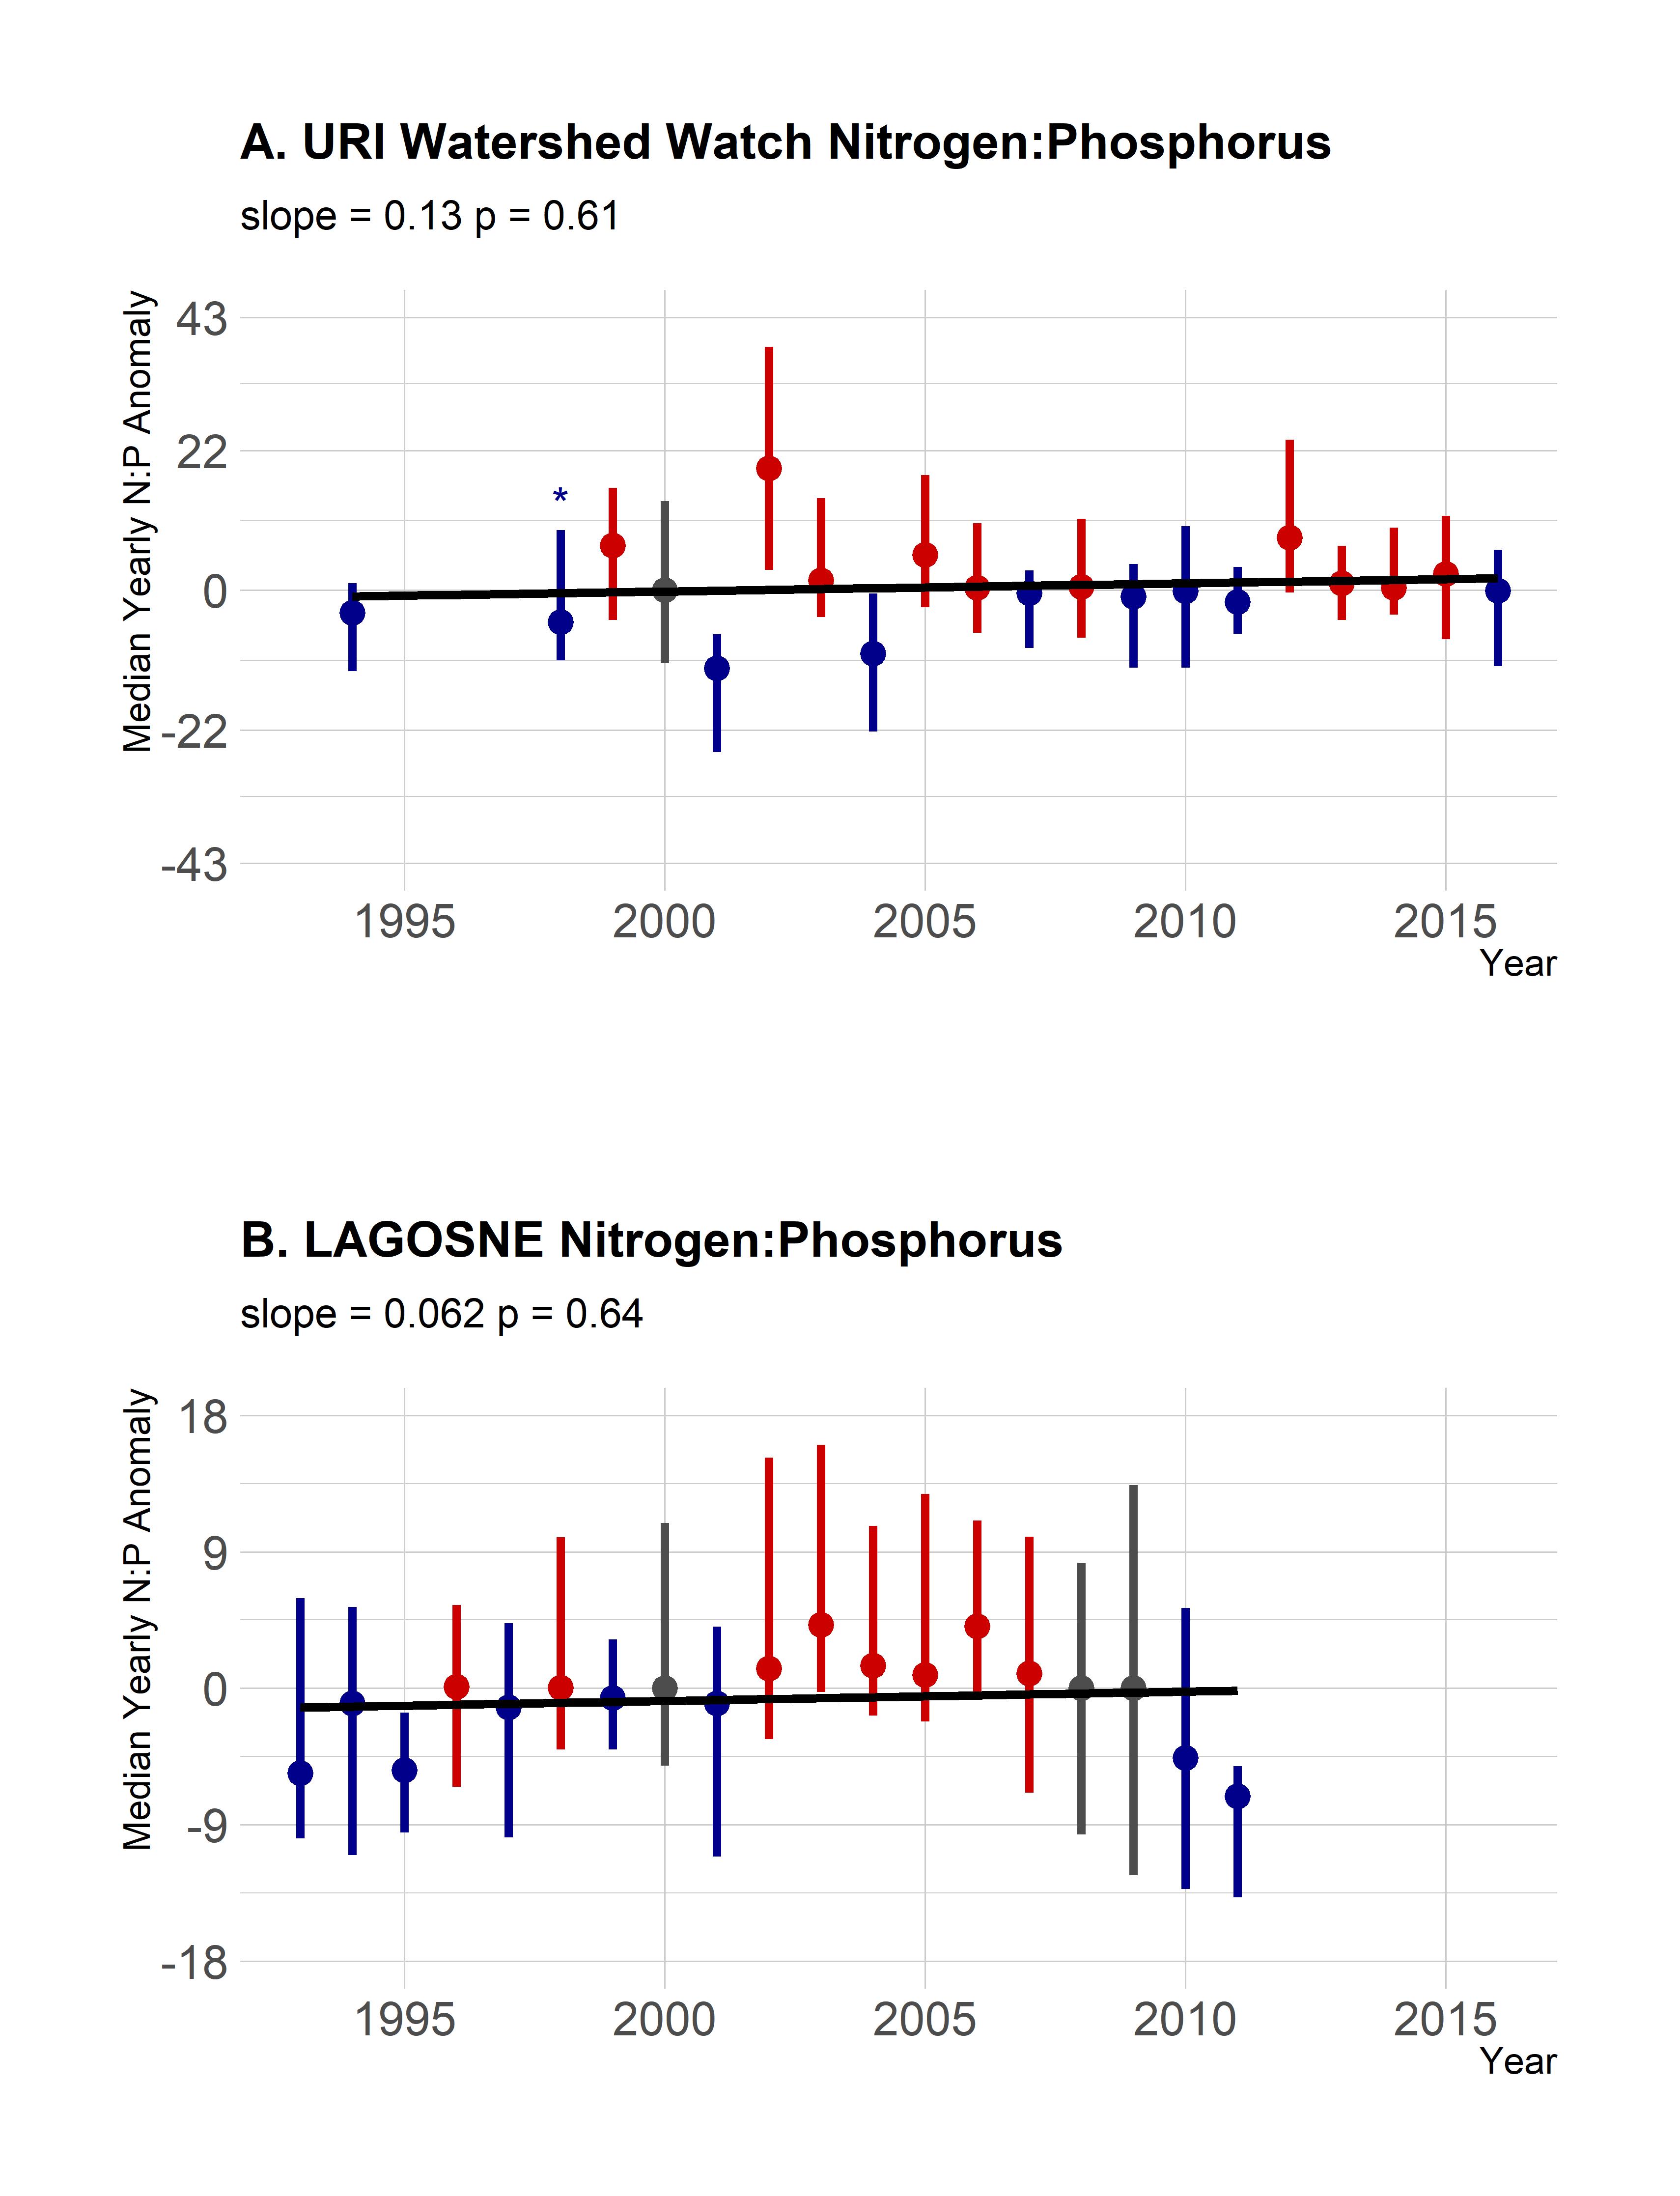 A. URI Watershed Watch Nitrogen:Phosphorus
slope = 0.13 p = 0.61
Median Yearly N:P Anomaly
43
22
0
-22
-43
*
1995 2000 2005 2010 2015
Year
B. LAGOSNE Nitrogen:Phosphorus
slope = 0.062 p = 0.64
Median Yearly N:P Anomaly
18
9
0
-9
-18
1995 2000 2005 2010 2015
Year